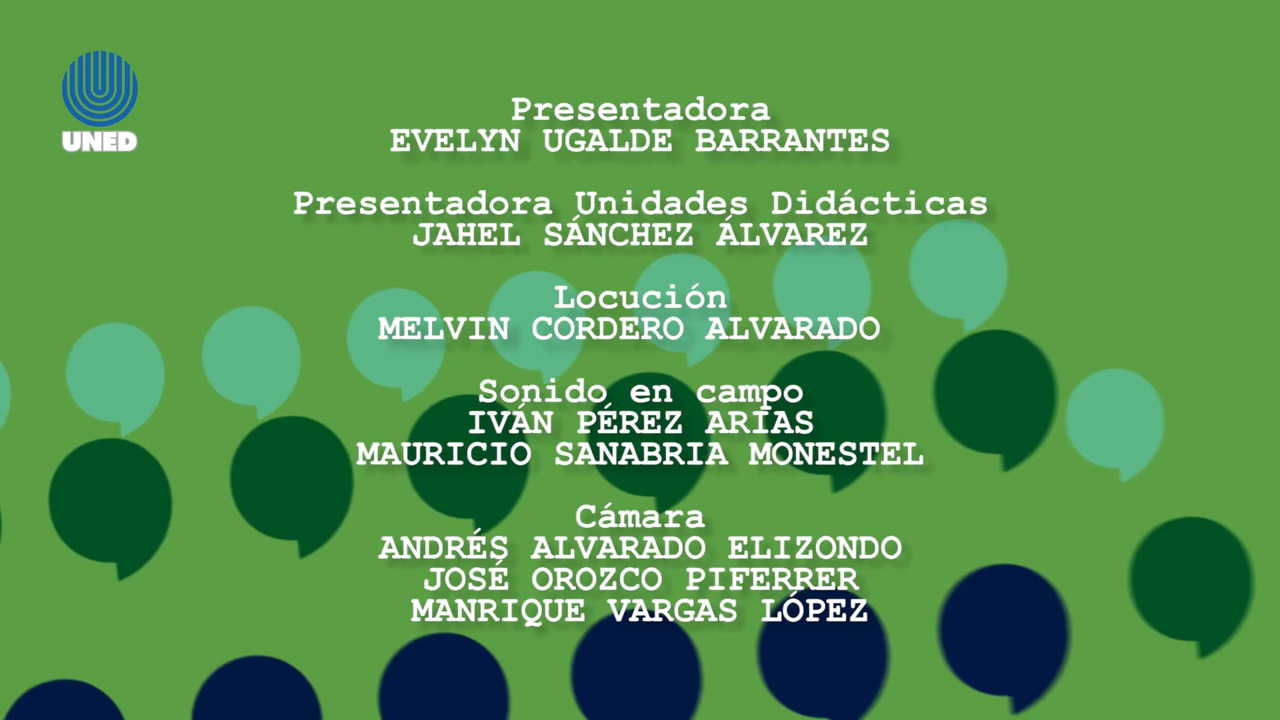 UNED
Presentadora
EVELYN UGALDE BARRANTES
Presentadora Unidades Didácticas
JAHEL SÁNCHEZ ÁLVAREZ
Locución
MELVIN CORDERO ALVARADO
Sonido en campo
IVÁN PÉREZ ARIAS
MAURICIO SANABRIA MONESTEL
Cámara
ANDRÉS ALVARADO ELIZONDO
JOSÉ OROZCO PIFERRER
MANRIQUE VARGAS LÓPEZ